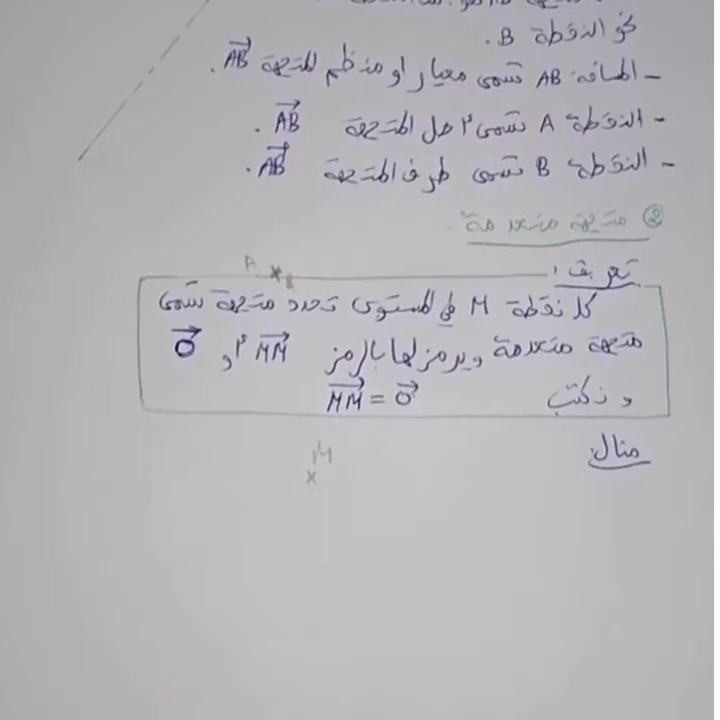 نحو النقطة B.
- المسافة AB تسمى معيار او منظم للمتجهة AB⃗.
- النقطة A تسمى أصل المتجهة AB⃗.
- النقطة B تسمى طرف المتجهة AB⃗.
② متجهة منعدمة.
تعريف:
A B
كل نقطة M في المستوى تحدد متجهة تسمى
متجهة منعدمة ويرمز لها بالرمز MM⃗ أو 0⃗
و نكتب MM⃗ = 0⃗
مثال:
M